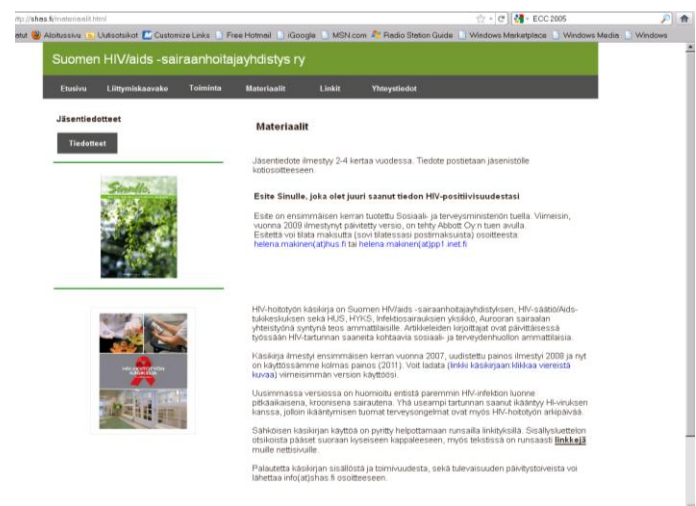 http://shas.fi/materiaalit.html
ECC 2005
Aloitussivu Uutisotsikot Customize Links Free Hotmail iGoogle MSN.com Radio Station Guide Windows Marketplace Windows Media Windows
Suomen HIV/aids -sairaanhoitajayhdistys ry
Etusivu Liittymiskaavake Toiminta Materiaalit Linkit Yhteystiedot
Jäsentiedotteet
Tiedotteet
Materiaalit
Jäsentiedote ilmestyy 2-4 kertaa vuodessa. Tiedote postietaan jäsenistölle
kotiosoitteeseen.
Sinulle,
Esite Sinulle, joka olet juuri saanut tiedon HIV-positiivisuudestasi
Esite on ensimmäisen kerran tuotettu Sosiaali- ja terveysministeriön tuella. Viimeisin,
vuonna 2009 ilmestynyt päivitetty versio, on tehty Abbott Oy:n tuen avulla.
Esitettä voi tilata maksutta (sovi tilatessasi postimaksuista) osoitteesta:
helena.makinen(at)hus.fi tai helena.makinen(at)pp1.inet.fi
HIV-hoitotyön käsikirja on Suomen HIV/aids -sairaanhoitajayhdistyksen, HIV-säätiö/Aids-
tukikeskuksen sekä HUS, HYKS, Infektiosairauksien yksikkö, Auroran sairaalan
yhteistyönä syntynä teos ammattilaisille. Artikkeleiden kirjoittajat ovat päivittäisessä
työssään HIV-tartunnan saaneita kohtaavia sosiaali- ja terveydenhuollon ammattilaisia.
Käsikirja ilmestyi ensimmäisen kerran vuonna 2007, uudistettu painos ilmestyi 2008 ja nyt
on käytössämme kolmas painos (2011). Voit ladata (linkki käsikirjaan klikkaa viereistä
kuvaa) viimeisimmän version käyttöösi.
Uusimmassa versiossa on huomioitu entistä paremmin HIV-infektion luonne
pitkäaikaisena, kroonisena sairautena. Yhä useampi tartunnan saanut ikääntyy HI-viruksen
kanssa, jolloin ikääntymisen tuomat terveysongelmat ovat myös HIV-hoitotyön arkipäivää.
Sähköisen käsikirjan käyttöä on pyritty helpottamaan runsailla linkityksillä. Sisällysluettelon
otsikoista pääset suoraan kyseiseen kappaleeseen, myös tekstissä on runsaasti linkkejä
muille nettisivuille.
Palautetta käsikirjan sisällöstä ja toimivuudesta, sekä tulevaisuuden päivitystoiveista voi
lähettaa info(at)shas.fi osoitteeseen.